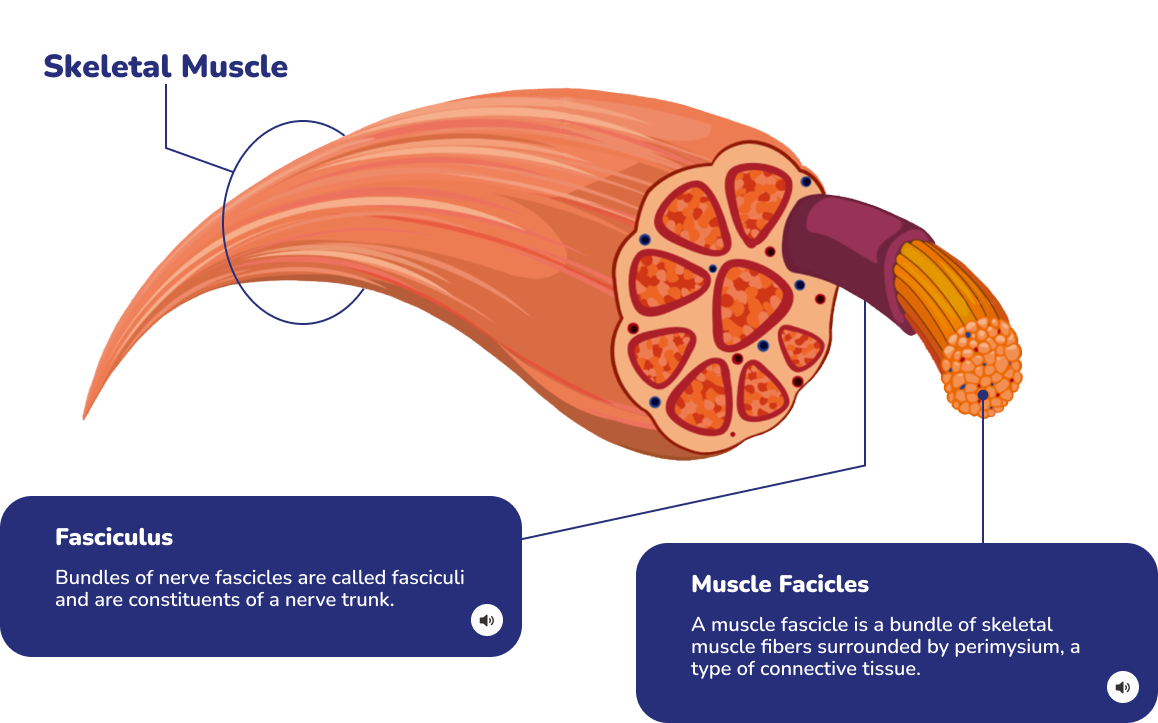 Skeletal Muscle
Fasciculus
Bundles of nerve fascicles are called fasciculi
and are constituents of a nerve trunk.
Muscle Facicles
A muscle fascicle is a bundle of skeletal
muscle fibers surrounded by perimysium, a
type of connective tissue.